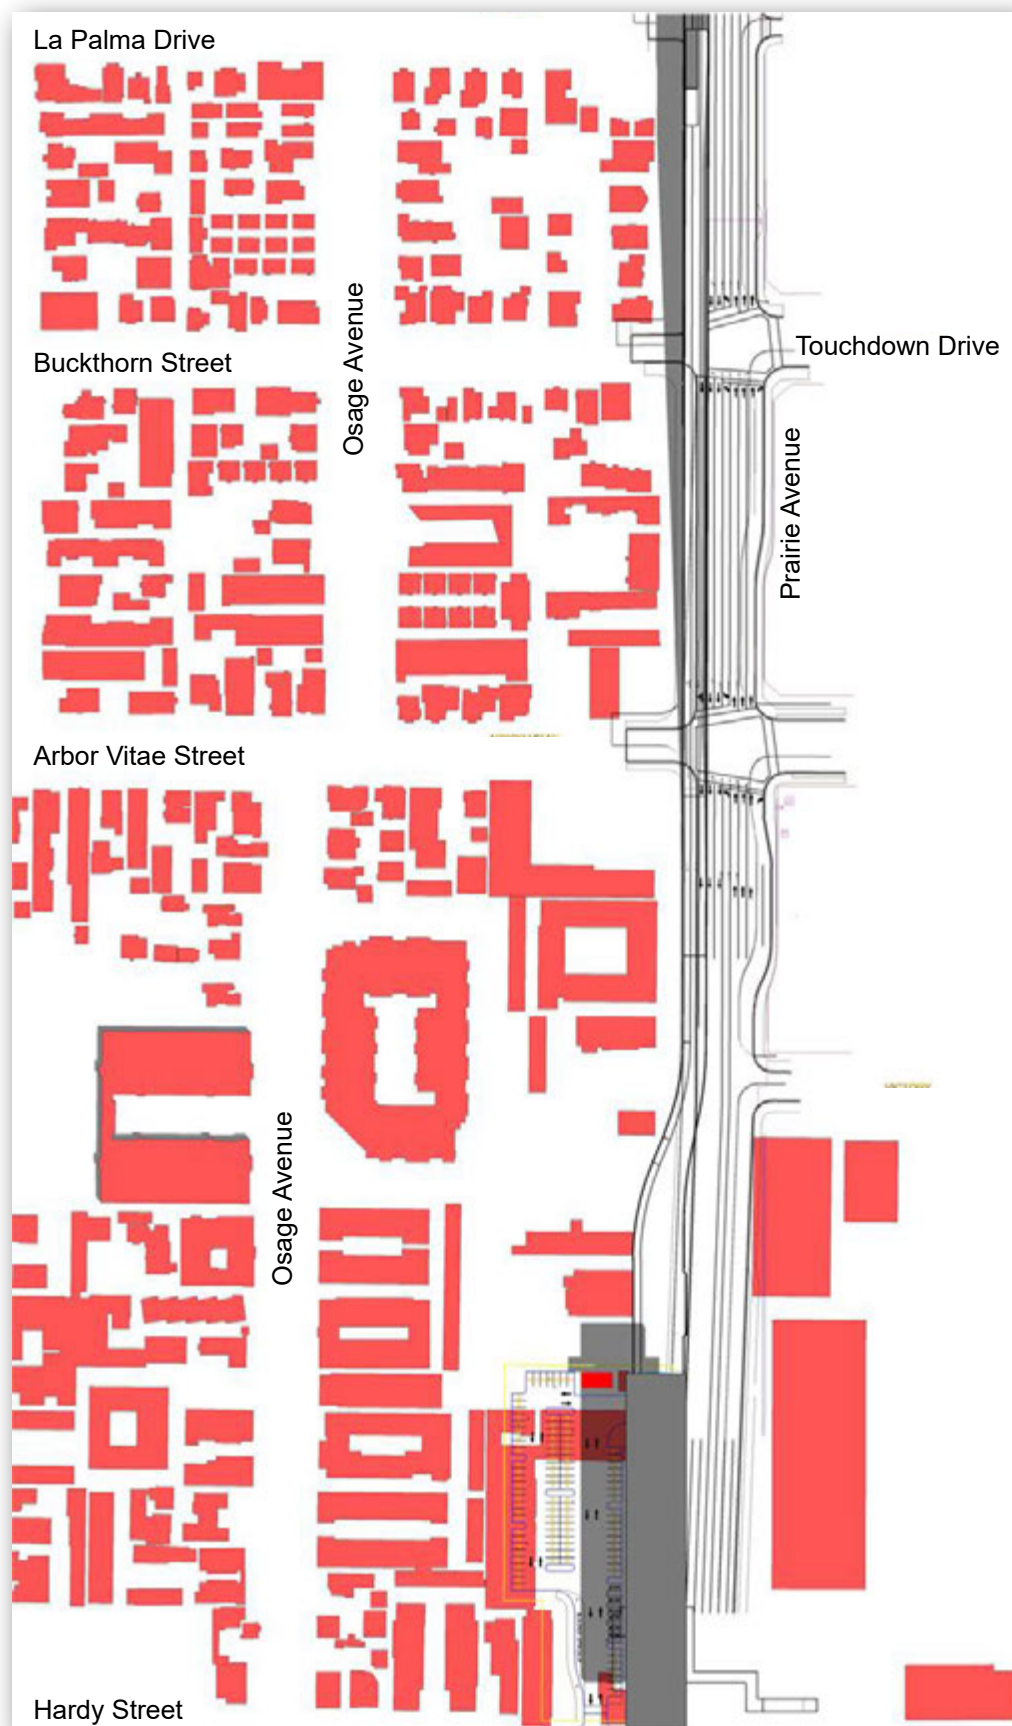 La Palma Drive
Osage Avenue
Buckthorn Street
Touchdown Drive
Prairie Avenue
Arbor Vitae Street
Osage Avenue
Hardy Street